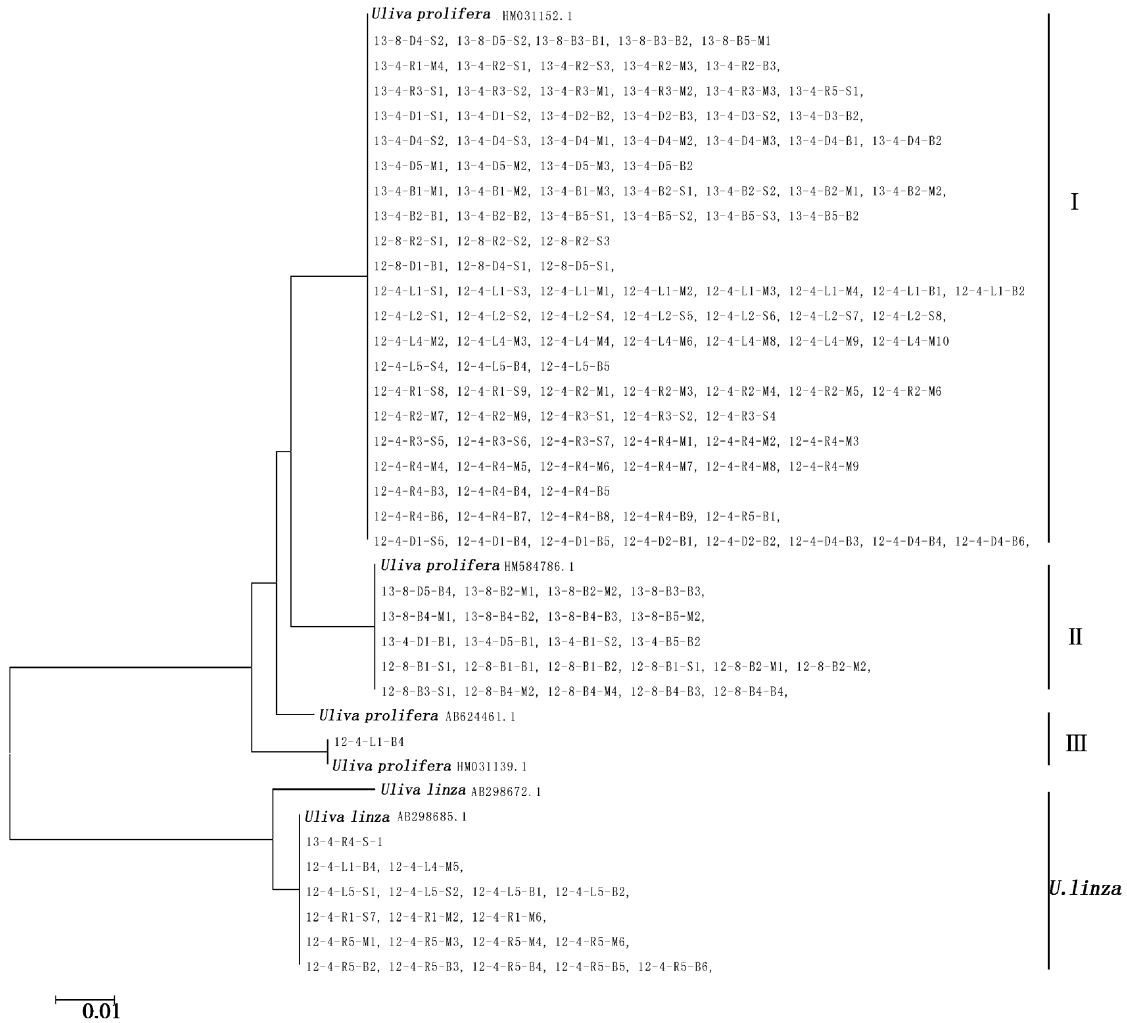 Uliva prolifera HM031152.1
13-8-D4-S2, 13-8-D5-S2, 13-8-B3-B1, 13-8-B3-B2, 13-8-B5-M1
13-4-R1-M4, 13-4-R2-S1, 13-4-R2-S3, 13-4-R2-M3, 13-4-R2-B3,
13-4-R3-S1, 13-4-R3-S2, 13-4-R3-M1, 13-4-R3-M2, 13-4-R3-M3, 13-4-R5-S1,
13-4-D1-S1, 13-4-D1-S2, 13-4-D2-B2, 13-4-D2-B3, 13-4-D3-S2, 13-4-D3-B2,
13-4-D4-S2, 13-4-D4-S3, 13-4-D4-M1, 13-4-D4-M2, 13-4-D4-M3, 13-4-D4-B1, 13-4-D4-B2
13-4-D5-M1, 13-4-D5-M2, 13-4-D5-M3, 13-4-D5-B2
13-4-B1-M1, 13-4-B1-M2, 13-4-B1-M3, 13-4-B2-S1, 13-4-B2-S2, 13-4-B2-M1, 13-4-B2-M2,
I
13-4-B2-B1, 13-4-B2-B2, 13-4-B5-S1, 13-4-B5-S2, 13-4-B5-S3, 13-4-B5-B2
12-8-R2-S1, 12-8-R2-S2, 12-8-R2-S3
12-8-D1-B1, 12-8-D4-S1, 12-8-D5-S1,
12-4-L1-S1, 12-4-L1-S3, 12-4-L1-M1, 12-4-L1-M2, 12-4-L1-M3, 12-4-L1-M4, 12-4-L1-B1, 12-4-L1-B2
12-4-L2-S1, 12-4-L2-S2, 12-4-L2-S4, 12-4-L2-S5, 12-4-L2-S6, 12-4-L2-S7, 12-4-L2-S8,
12-4-L4-M2, 12-4-L4-M3, 12-4-L4-M4, 12-4-L4-M6, 12-4-L4-M8, 12-4-L4-M9, 12-4-L4-M10
12-4-L5-S4, 12-4-L5-B4, 12-4-L5-B5
12-4-R1-S8, 12-4-R1-S9, 12-4-R2-M1, 12-4-R2-M3, 12-4-R2-M4, 12-4-R2-M5, 12-4-R2-M6
12-4-R2-M7, 12-4-R2-M9, 12-4-R3-S1, 12-4-R3-S2, 12-4-R3-S4
12-4-R3-S5, 12-4-R3-S6, 12-4-R3-S7, 12-4-R4-M1, 12-4-R4-M2, 12-4-R4-M3
12-4-R4-M4, 12-4-R4-M5, 12-4-R4-M6, 12-4-R4-M7, 12-4-R4-M8, 12-4-R4-M9
12-4-R4-B3, 12-4-R4-B4, 12-4-R4-B5
12-4-R4-B6, 12-4-R4-B7, 12-4-R4-B8, 12-4-R4-B9, 12-4-R5-B1,
12-4-D1-S5, 12-4-D1-B4, 12-4-D1-B5, 12-4-D2-B1, 12-4-D2-B2, 12-4-D4-B3, 12-4-D4-B4, 12-4-D4-B6,
Uliva prolifera HM584786.1
13-8-D5-B4, 13-8-B2-M1, 13-8-B2-M2, 13-8-B3-B3,
13-8-B4-M1, 13-8-B4-B2, 13-8-B4-B3, 13-8-B5-M2,
II
13-4-D1-B1, 13-4-D5-B1, 13-4-B1-S2, 13-4-B5-B2
12-8-B1-S1, 12-8-B1-B1, 12-8-B1-B2, 12-8-B1-S1, 12-8-B2-M1, 12-8-B2-M2,
12-8-B3-S1, 12-8-B4-M2, 12-8-B4-M4, 12-8-B4-B3, 12-8-B4-B4,
Uliva prolifera AB624461.1
12-4-L1-B4
III
Uliva prolifera HM031139.1
Uliva linza AB298672.1
Uliva linza AB298685.1
13-4-R4-S-1
12-4-L1-B4, 12-4-L4-M5,
12-4-L5-S1, 12-4-L5-S2, 12-4-L5-B1, 12-4-L5-B2,
U.linza
12-4-R1-S7, 12-4-R1-M2, 12-4-R1-M6,
12-4-R5-M1, 12-4-R5-M3, 12-4-R5-M4, 12-4-R5-M6,
12-4-R5-B2, 12-4-R5-B3, 12-4-R5-B4, 12-4-R5-B5, 12-4-R5-B6,
0.01